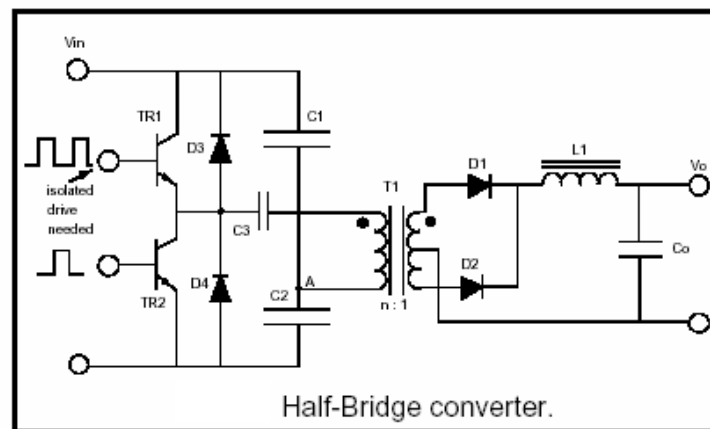 Vin
TR1
C1
D3
isolated
drive
needed
C3
T1
D1
L1
Vo
TR2
D4
C2
A
D2
Co
n : 1
Half-Bridge converter.